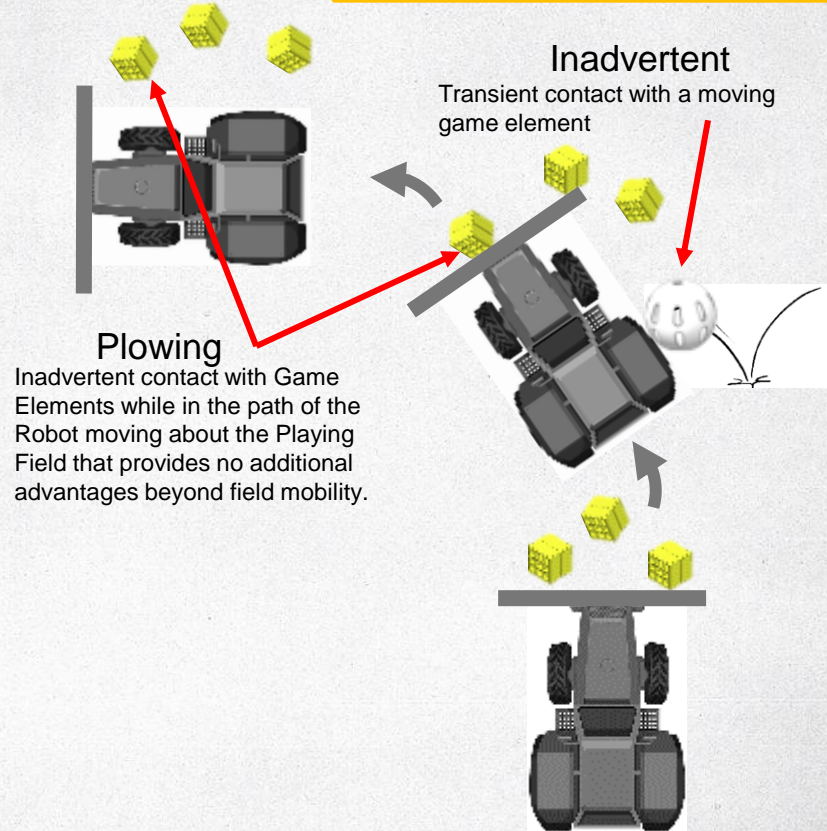 Inadvertent
Transient contact with a moving
game element
Plowing
Inadvertent contact with Game
Elements while in the path of the
Robot moving about the Playing
Field that provides no additional
advantages beyond field mobility.